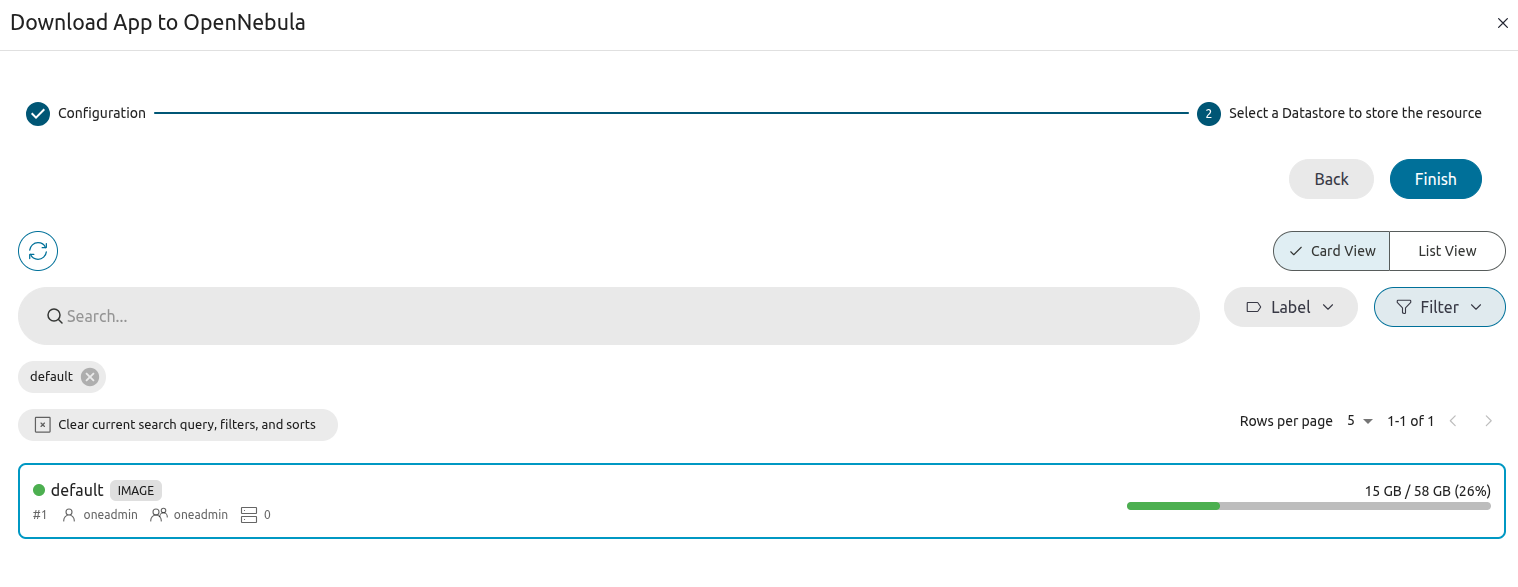 Download App to OpenNebula
Configuration
2 Select a Datastore to store the resource
Back Finish
Card View List View
Search...
Label Filter
default
Clear current search query, filters, and sorts
Rows per page 5 1-1 of 1
default IMAGE
15 GB / 58 GB (26%)
#1 oneadmin oneadmin 0